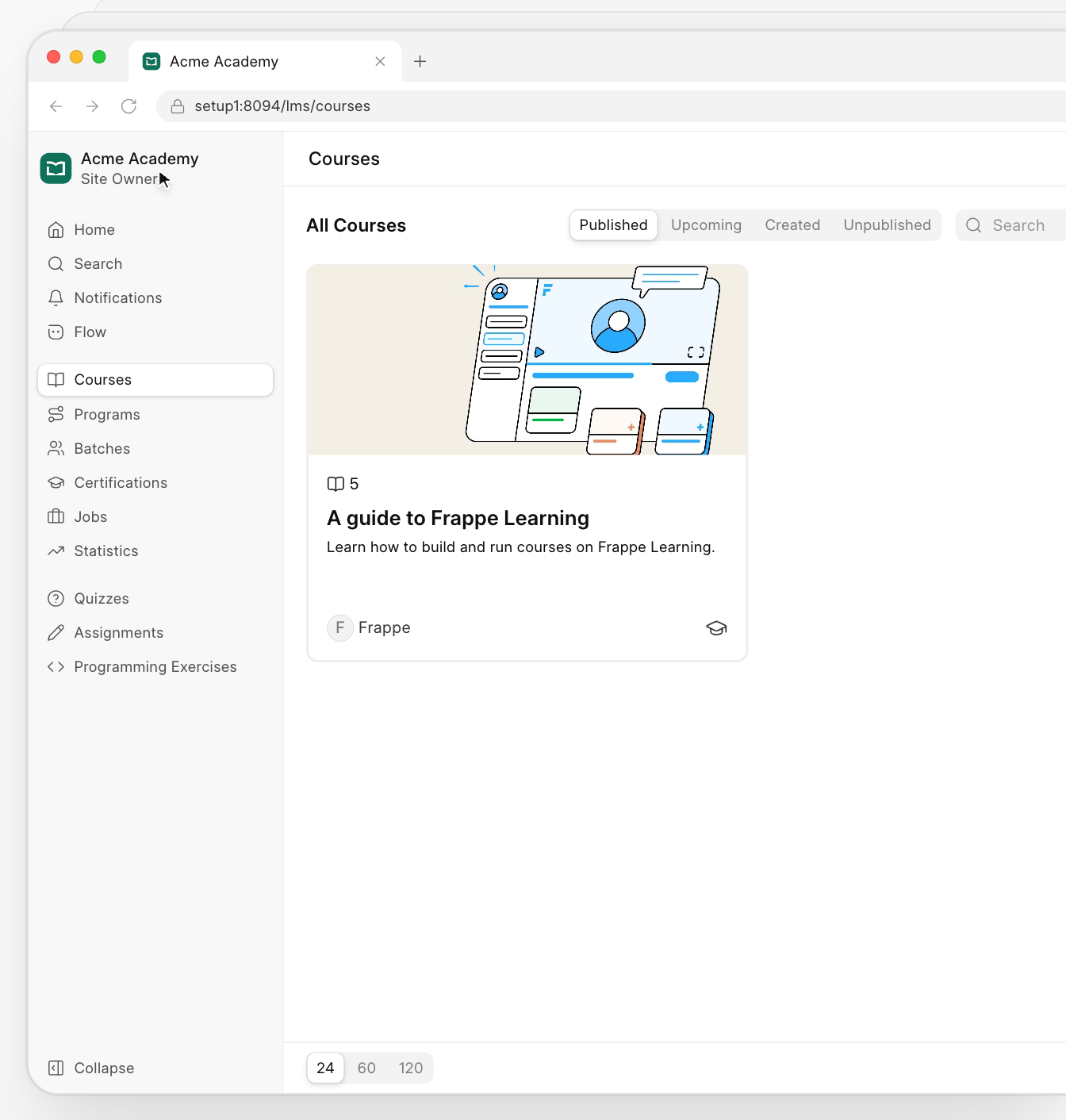 Acme Academy
setup1:8094/lms/courses
Acme Academy
Site Owner
Home
Search
Notifications
Flow
Courses
Programs
Batches
Certifications
Jobs
Statistics
Quizzes
Assignments
Programming Exercises
Collapse
Courses
All Courses
Published Upcoming Created Unpublished Search
5
A guide to Frappe Learning
Learn how to build and run courses on Frappe Learning.
F Frappe
24 60 120